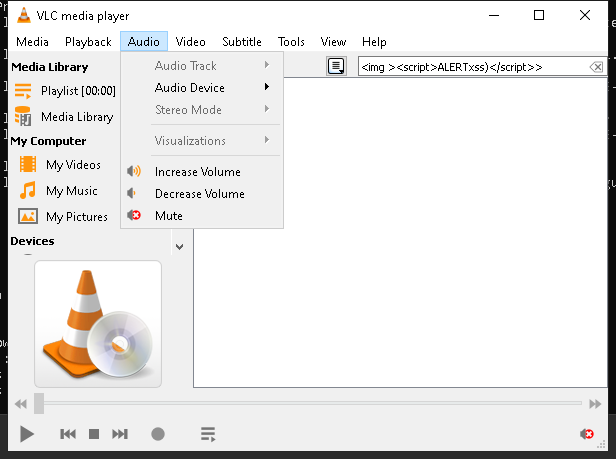 VLC media player
Media Playback Audio Video Subtitle Tools View Help
Media Library
Playlist [00:00]
Media Library
My Computer
My Videos
My Music
My Pictures
Devices
Audio Track
Audio Device
Stereo Mode
Visualizations
Increase Volume
Decrease Volume
Mute
<img ><script>ALERTxss)</script>>